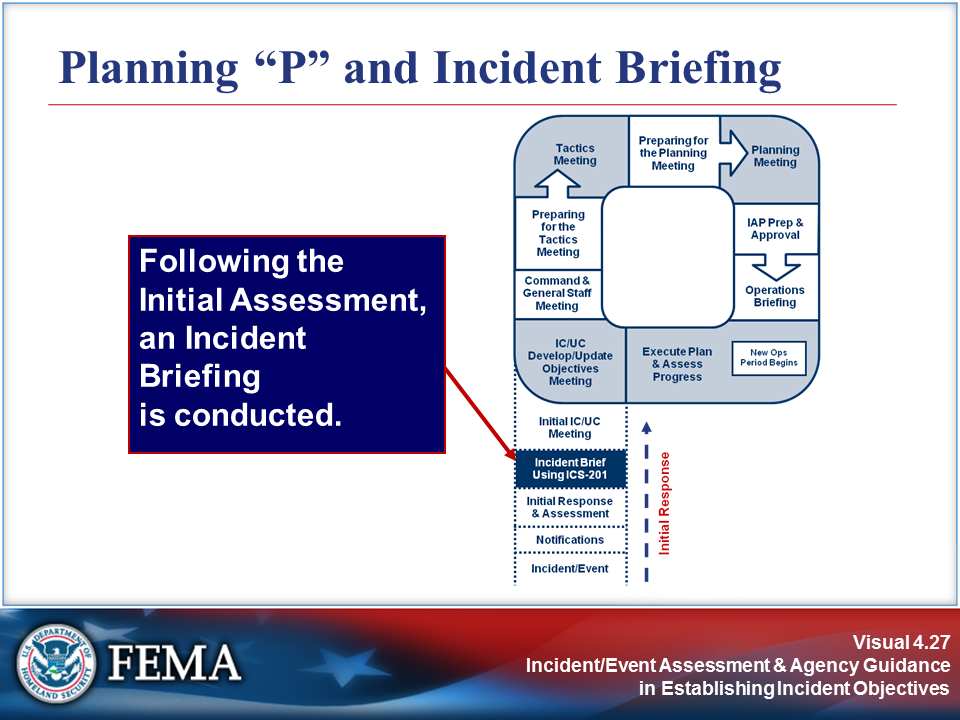 Planning “P” and Incident Briefing
Following the
Initial Assessment,
an Incident
Briefing
is conducted.
Tactics
Meeting
Preparing for
the Planning
Meeting
Planning
Meeting
Preparing
for the
Tactics
Meeting
IAP Prep &
Approval
Command &
General Staff
Meeting
Operations
Briefing
IC/UC
Develop/Update
Objectives
Meeting
Execute Plan
& Assess
Progress
New Ops
Period Begins
Initial IC/UC
Meeting
Incident Brief
Using ICS-201
Initial Response
& Assessment
Notifications
Incident/Event
Initial Response
U.S. DEPARTMENT OF
HOMELAND SECURITY
FEMA
Visual 4.27
Incident/Event Assessment & Agency Guidance
in Establishing Incident Objectives